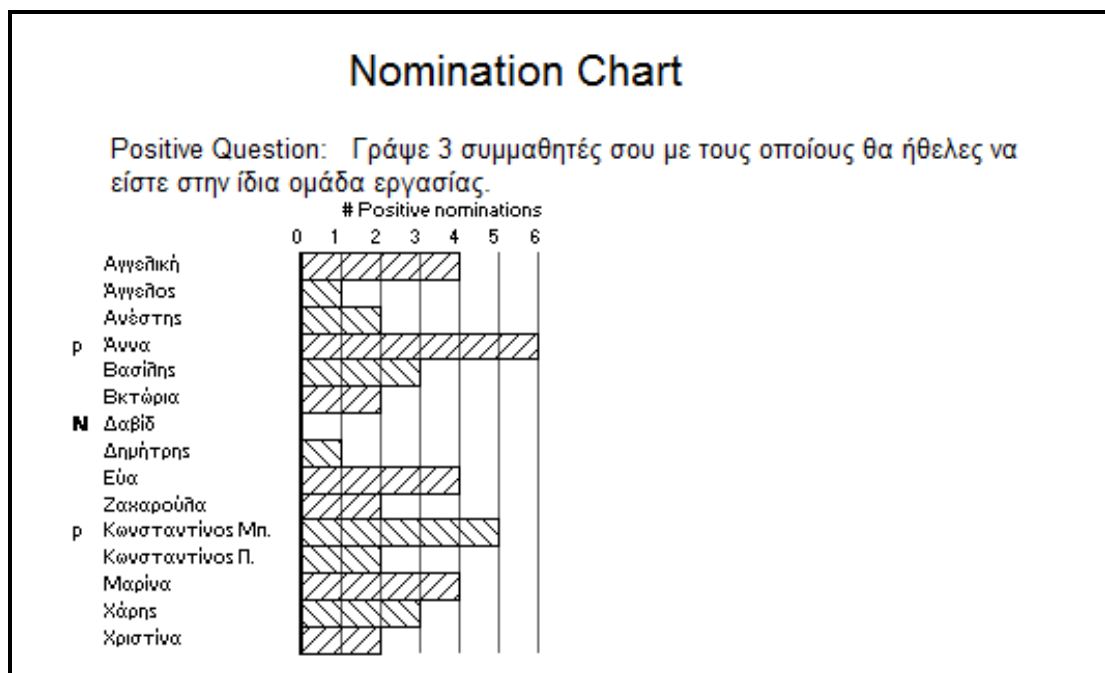 Nomination Chart
Positive Question: Γράψε 3 συμμαθητές σου με τους οποίους θα ήθελες να
είστε στην ίδια ομάδα εργασίας.
# Positive nominations
0 1 2 3 4 5 6
Αγγελική
Άγγελος
Ανέστης
p Άννα
Βασίλης
Βκτώρια
N Δαβίδ
Δημήτρης
Εύα
Ζαχαρούλα
p Κωνσταντίνος Μπ.
Κωνσταντίνος Π.
Μαρίνα
Χάρης
Χριστίνα